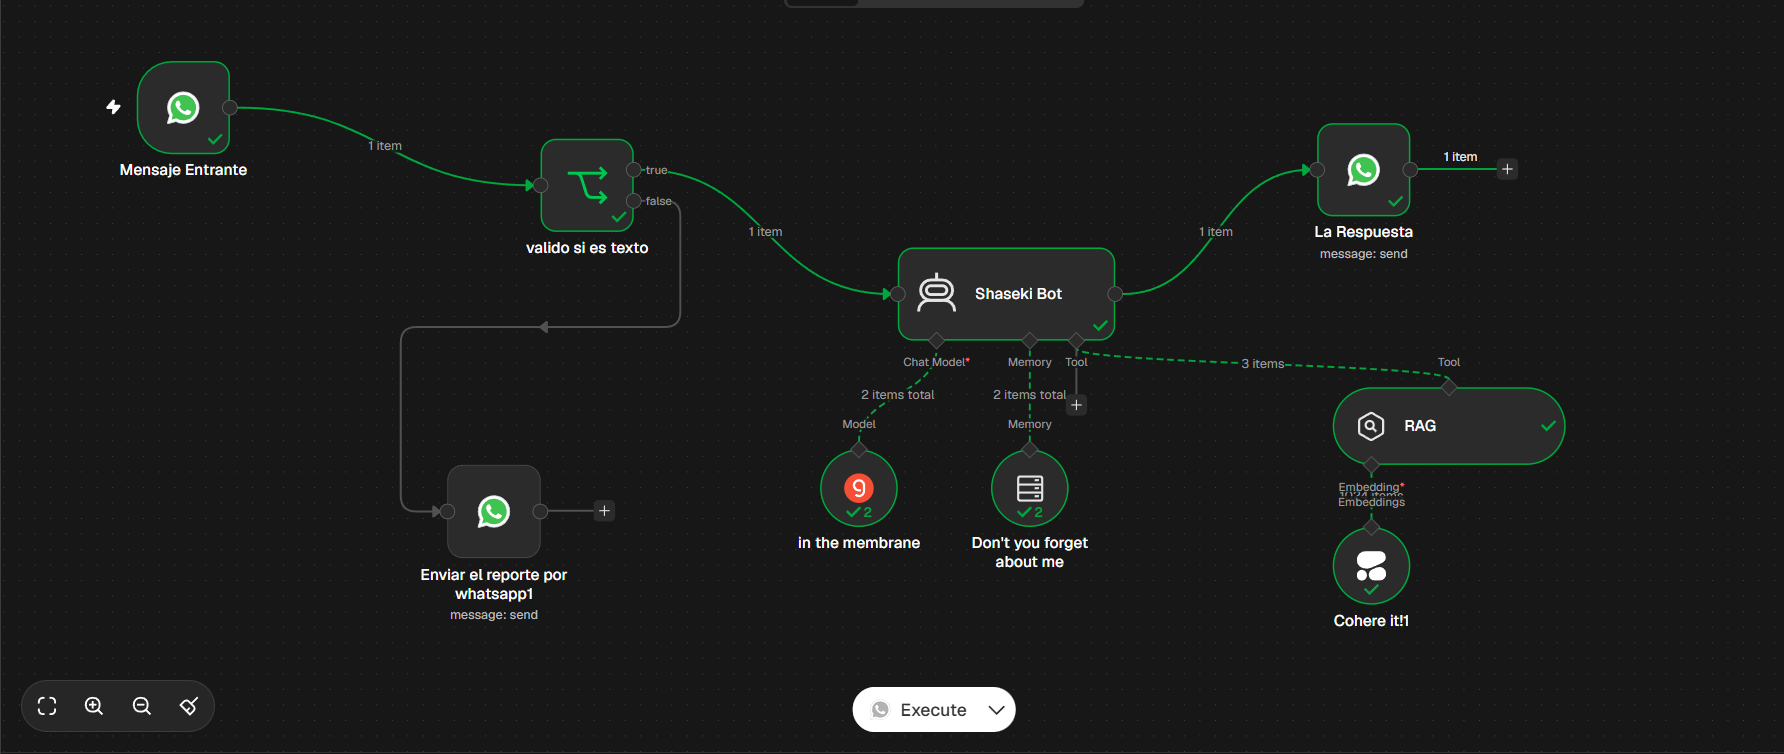 Mensaje Entrante
1 item
true
false
valido si es texto
1 item
Shaseki Bot
1 item
1 item
La Respuesta
message: send
Chat Model*
Memory
Tool
3 items
Tool
2 items total
2 items total
Model
Memory
RAG
Embedding*
1024 items
Embeddings
2
2
in the membrane
Don't you forget
about me
Cohere it!1
Enviar el reporte por
whatsapp1
message: send
Execute